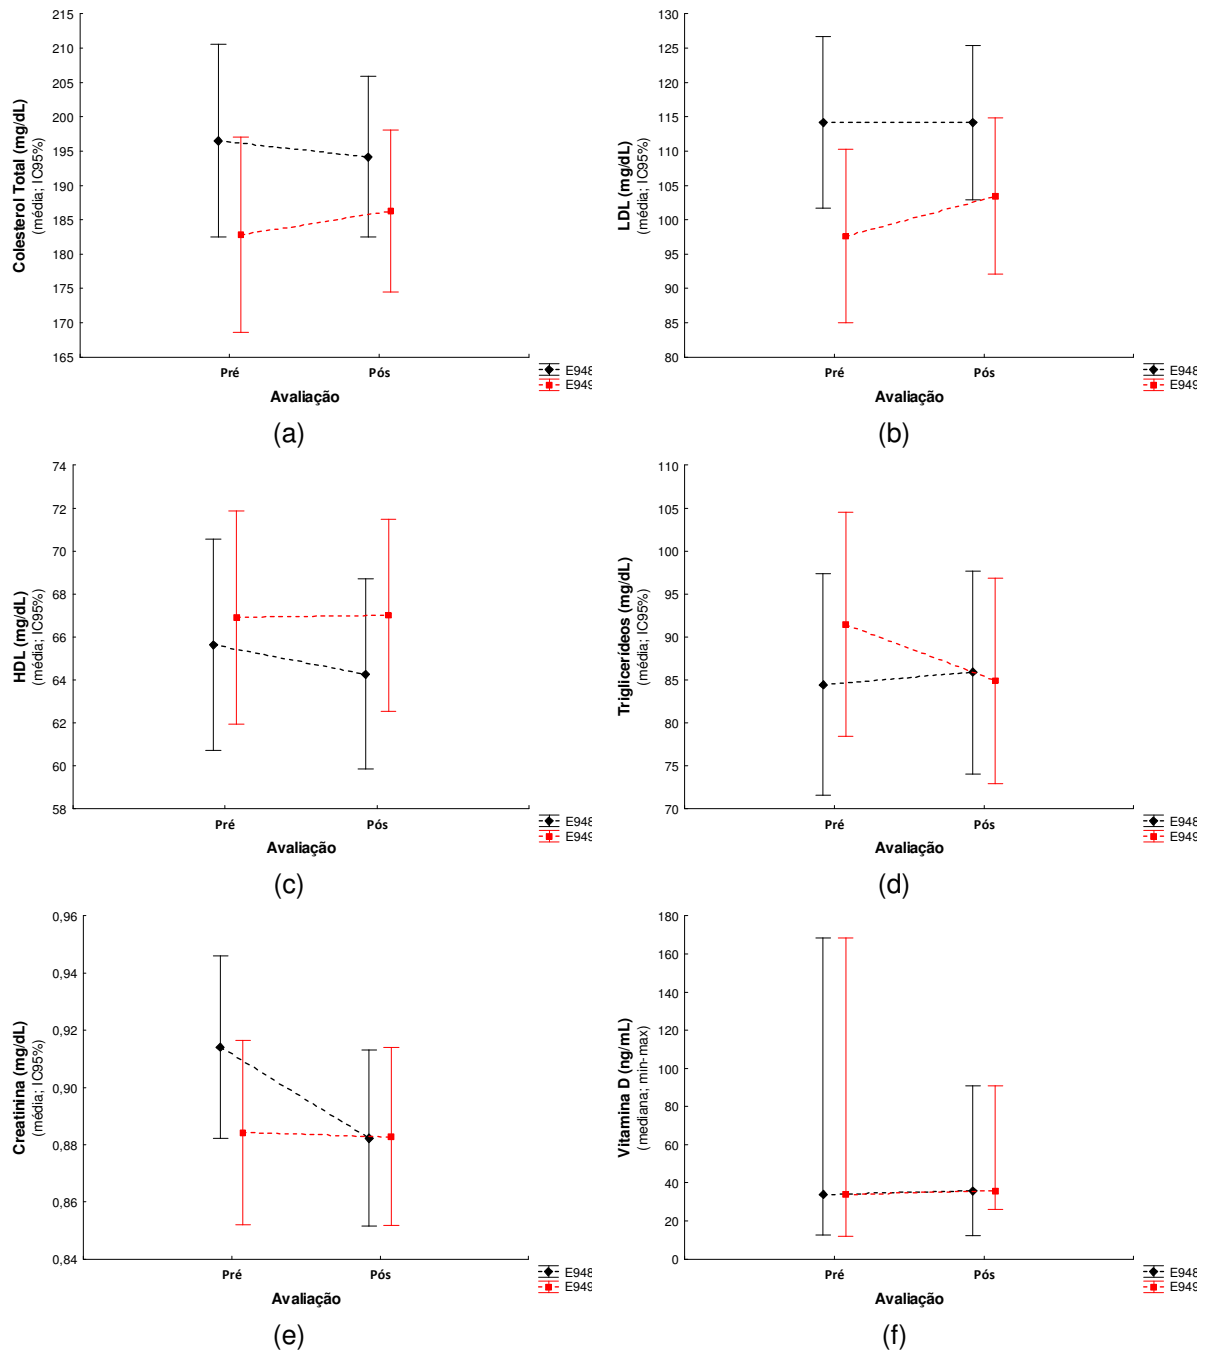 215
210
205
200
195
190
185
180
175
170
165
Colesterol Total (mg/dL)
(média; IC95%)
Pré
Pós
Avaliação
E948
E949
(a)
130
125
120
115
110
105
100
95
90
85
80
LDL (mg/dL)
(média; IC95%)
Pré
Pós
Avaliação
E948
E949
(b)
74
72
70
68
66
64
62
60
58
HDL (mg/dL)
(média; IC95%)
Pré
Pós
Avaliação
E948
E949
(c)
110
105
100
95
90
85
80
75
70
Triglicerídeos (mg/dL)
(média; IC95%)
Pré
Pós
Avaliação
E948
E949
(d)
0,96
0,94
0,92
0,90
0,88
0,86
0,84
Creatinina (mg/dL)
(média; IC95%)
Pré
Pós
Avaliação
E948
E949
(e)
180
160
140
120
100
80
60
40
20
0
Vitamina D (ng/mL)
(mediana; min-max)
Pré
Pós
Avaliação
E948
E949
(f)